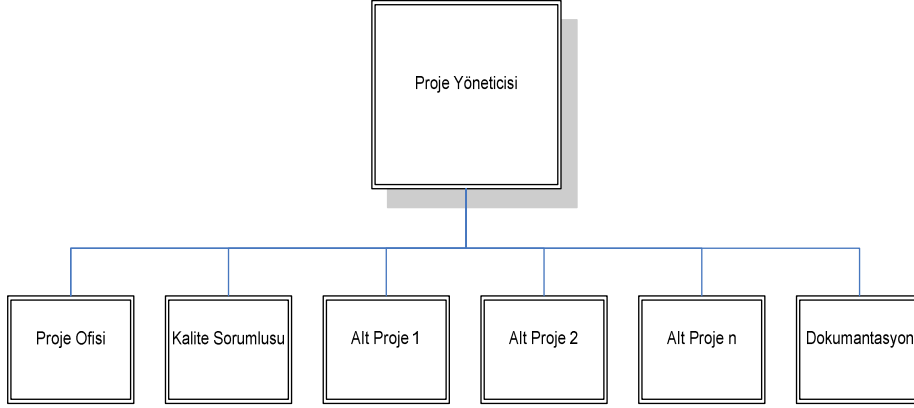 Proje Yöneticisi
Proje Ofisi
Kalite Sorumlusu
Alt Proje 1
Alt Proje 2
Alt Proje n
Dokumantasyon